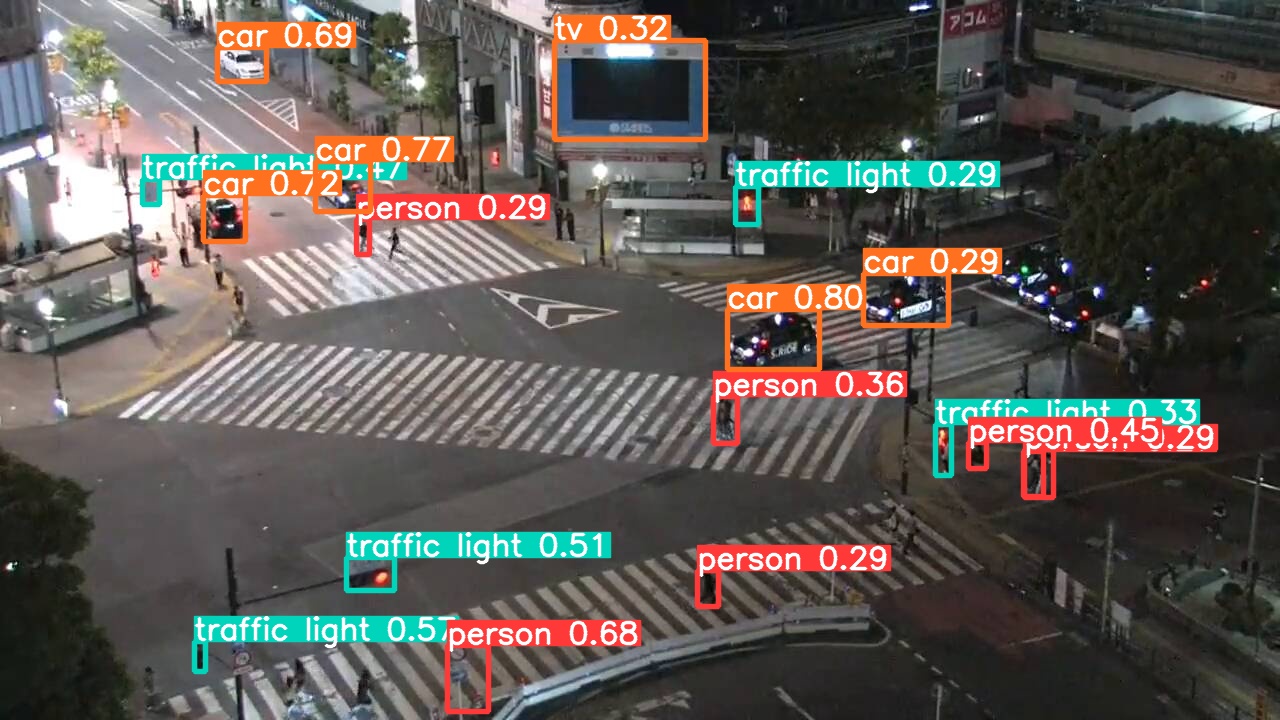 car 0.69
tv 0.32
アコム
car 0.77
traffic light 0.47
car 0.72
traffic light 0.29
person 0.29
car 0.29
car 0.80
S.RIDE
person 0.36
traffic light 0.33
person 0.45
person 0.29
traffic light 0.51
person 0.29
traffic light 0.57
person 0.68